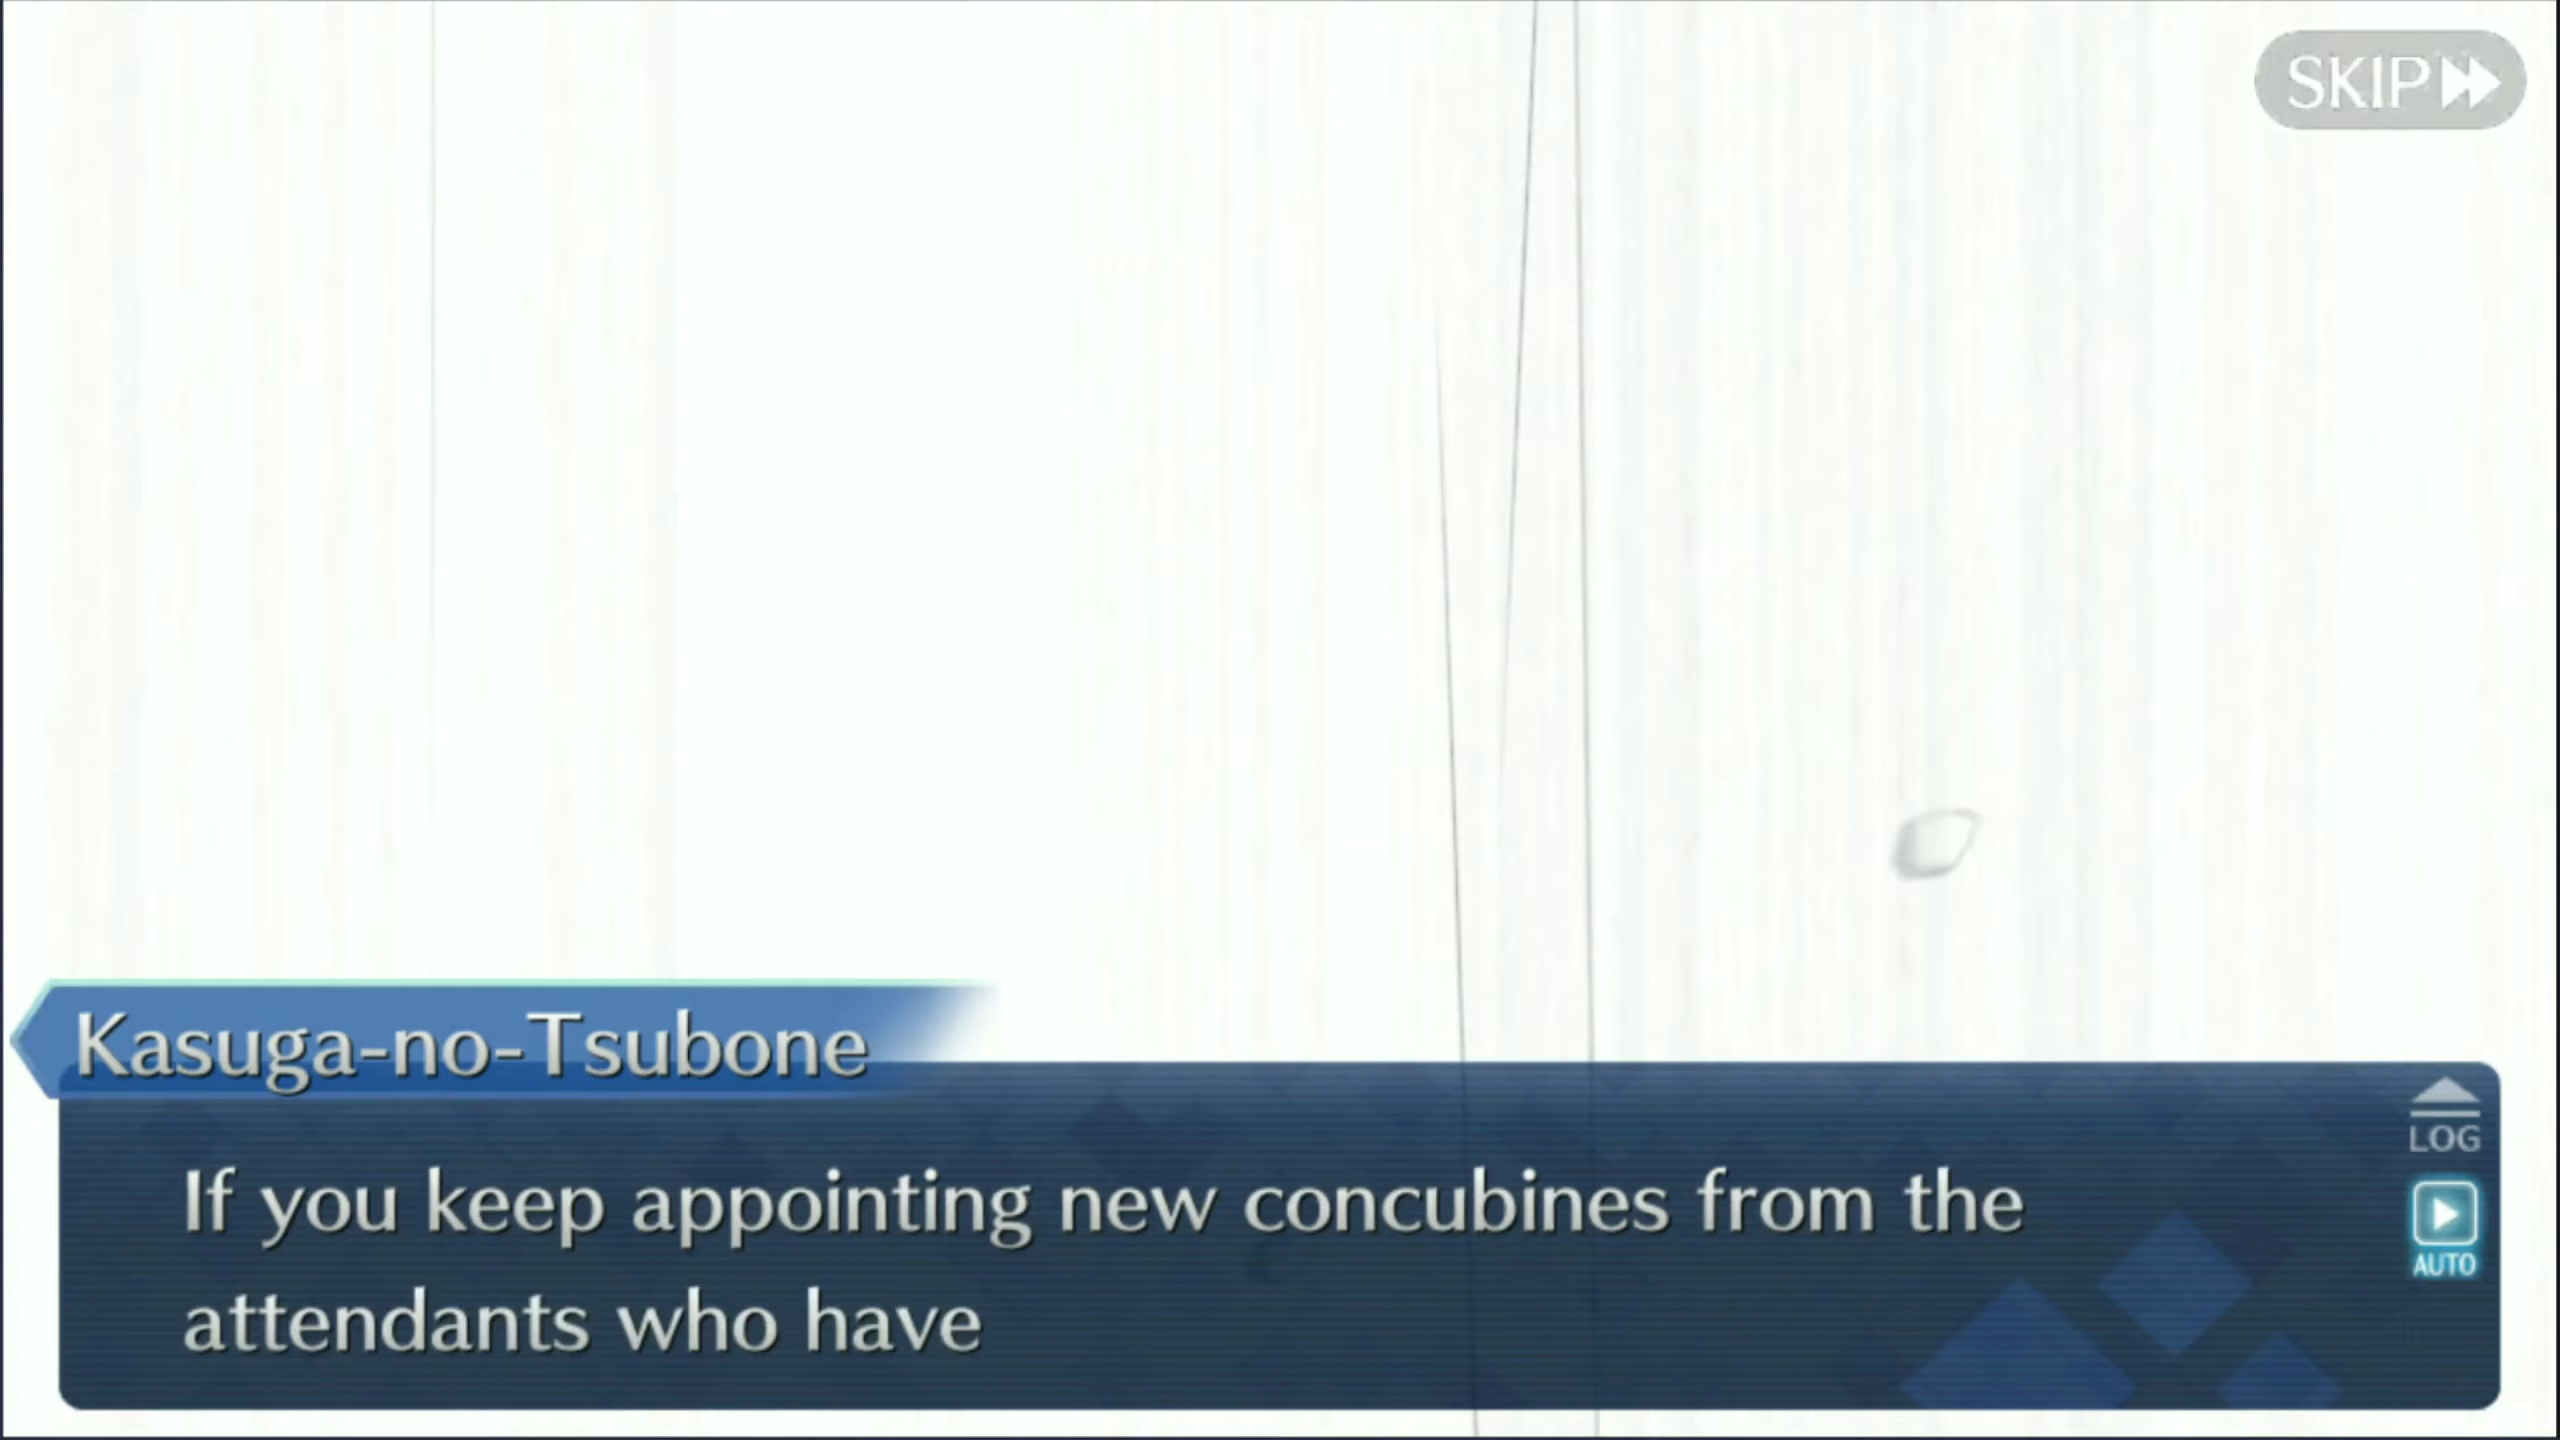 SKIP
Kasuga-no-Tsubone
If you keep appointing new concubines from the
attendants who have
LOG
AUTO